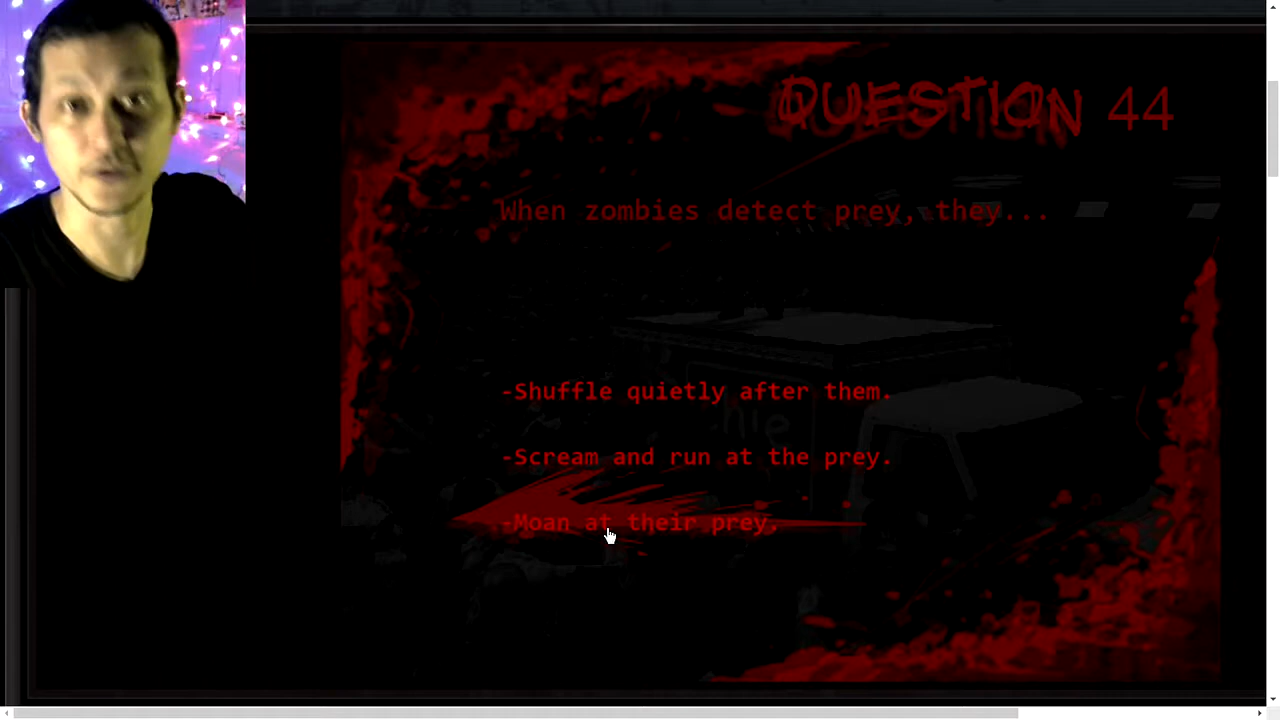 QUESTION 44
When zombies detect prey, they...
-Shuffle quietly after them.
-Scream and run at the prey.
-Moan at their prey.